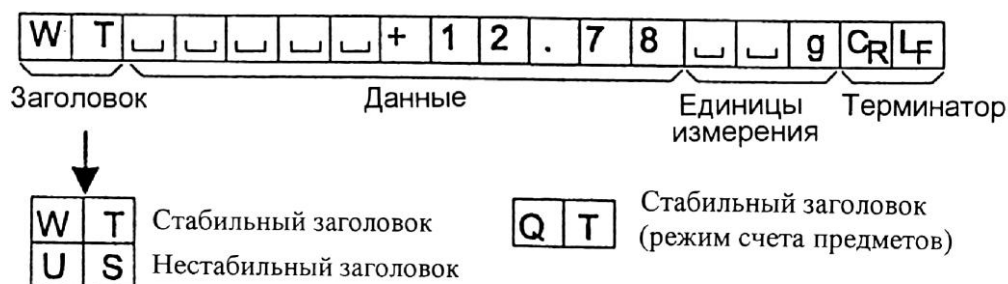 W T ␣ ␣ ␣ ␣ ␣ + 1 2 . 7 8 ␣ ␣ g CR LF
Заголовок Данные Единицы измерения Терминатор
W T Стабильный заголовок
U S Нестабильный заголовок
Q T Стабильный заголовок
(режим счета предметов)